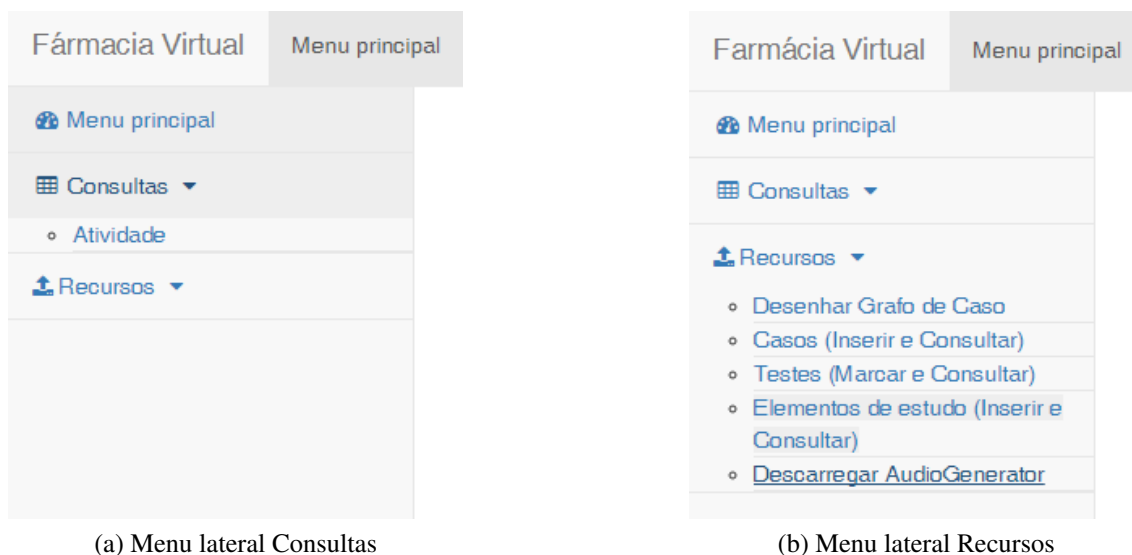 Fármacia Virtual Menu principal
Menu principal
Consultas
Atividade
Recursos
(a) Menu lateral Consultas
Farmácia Virtual Menu principal
Menu principal
Consultas
Recursos
Desenhar Grafo de Caso
Casos (Inserir e Consultar)
Testes (Marcar e Consultar)
Elementos de estudo (Inserir e
Consultar)
Descarregar AudioGenerator
(b) Menu lateral Recursos